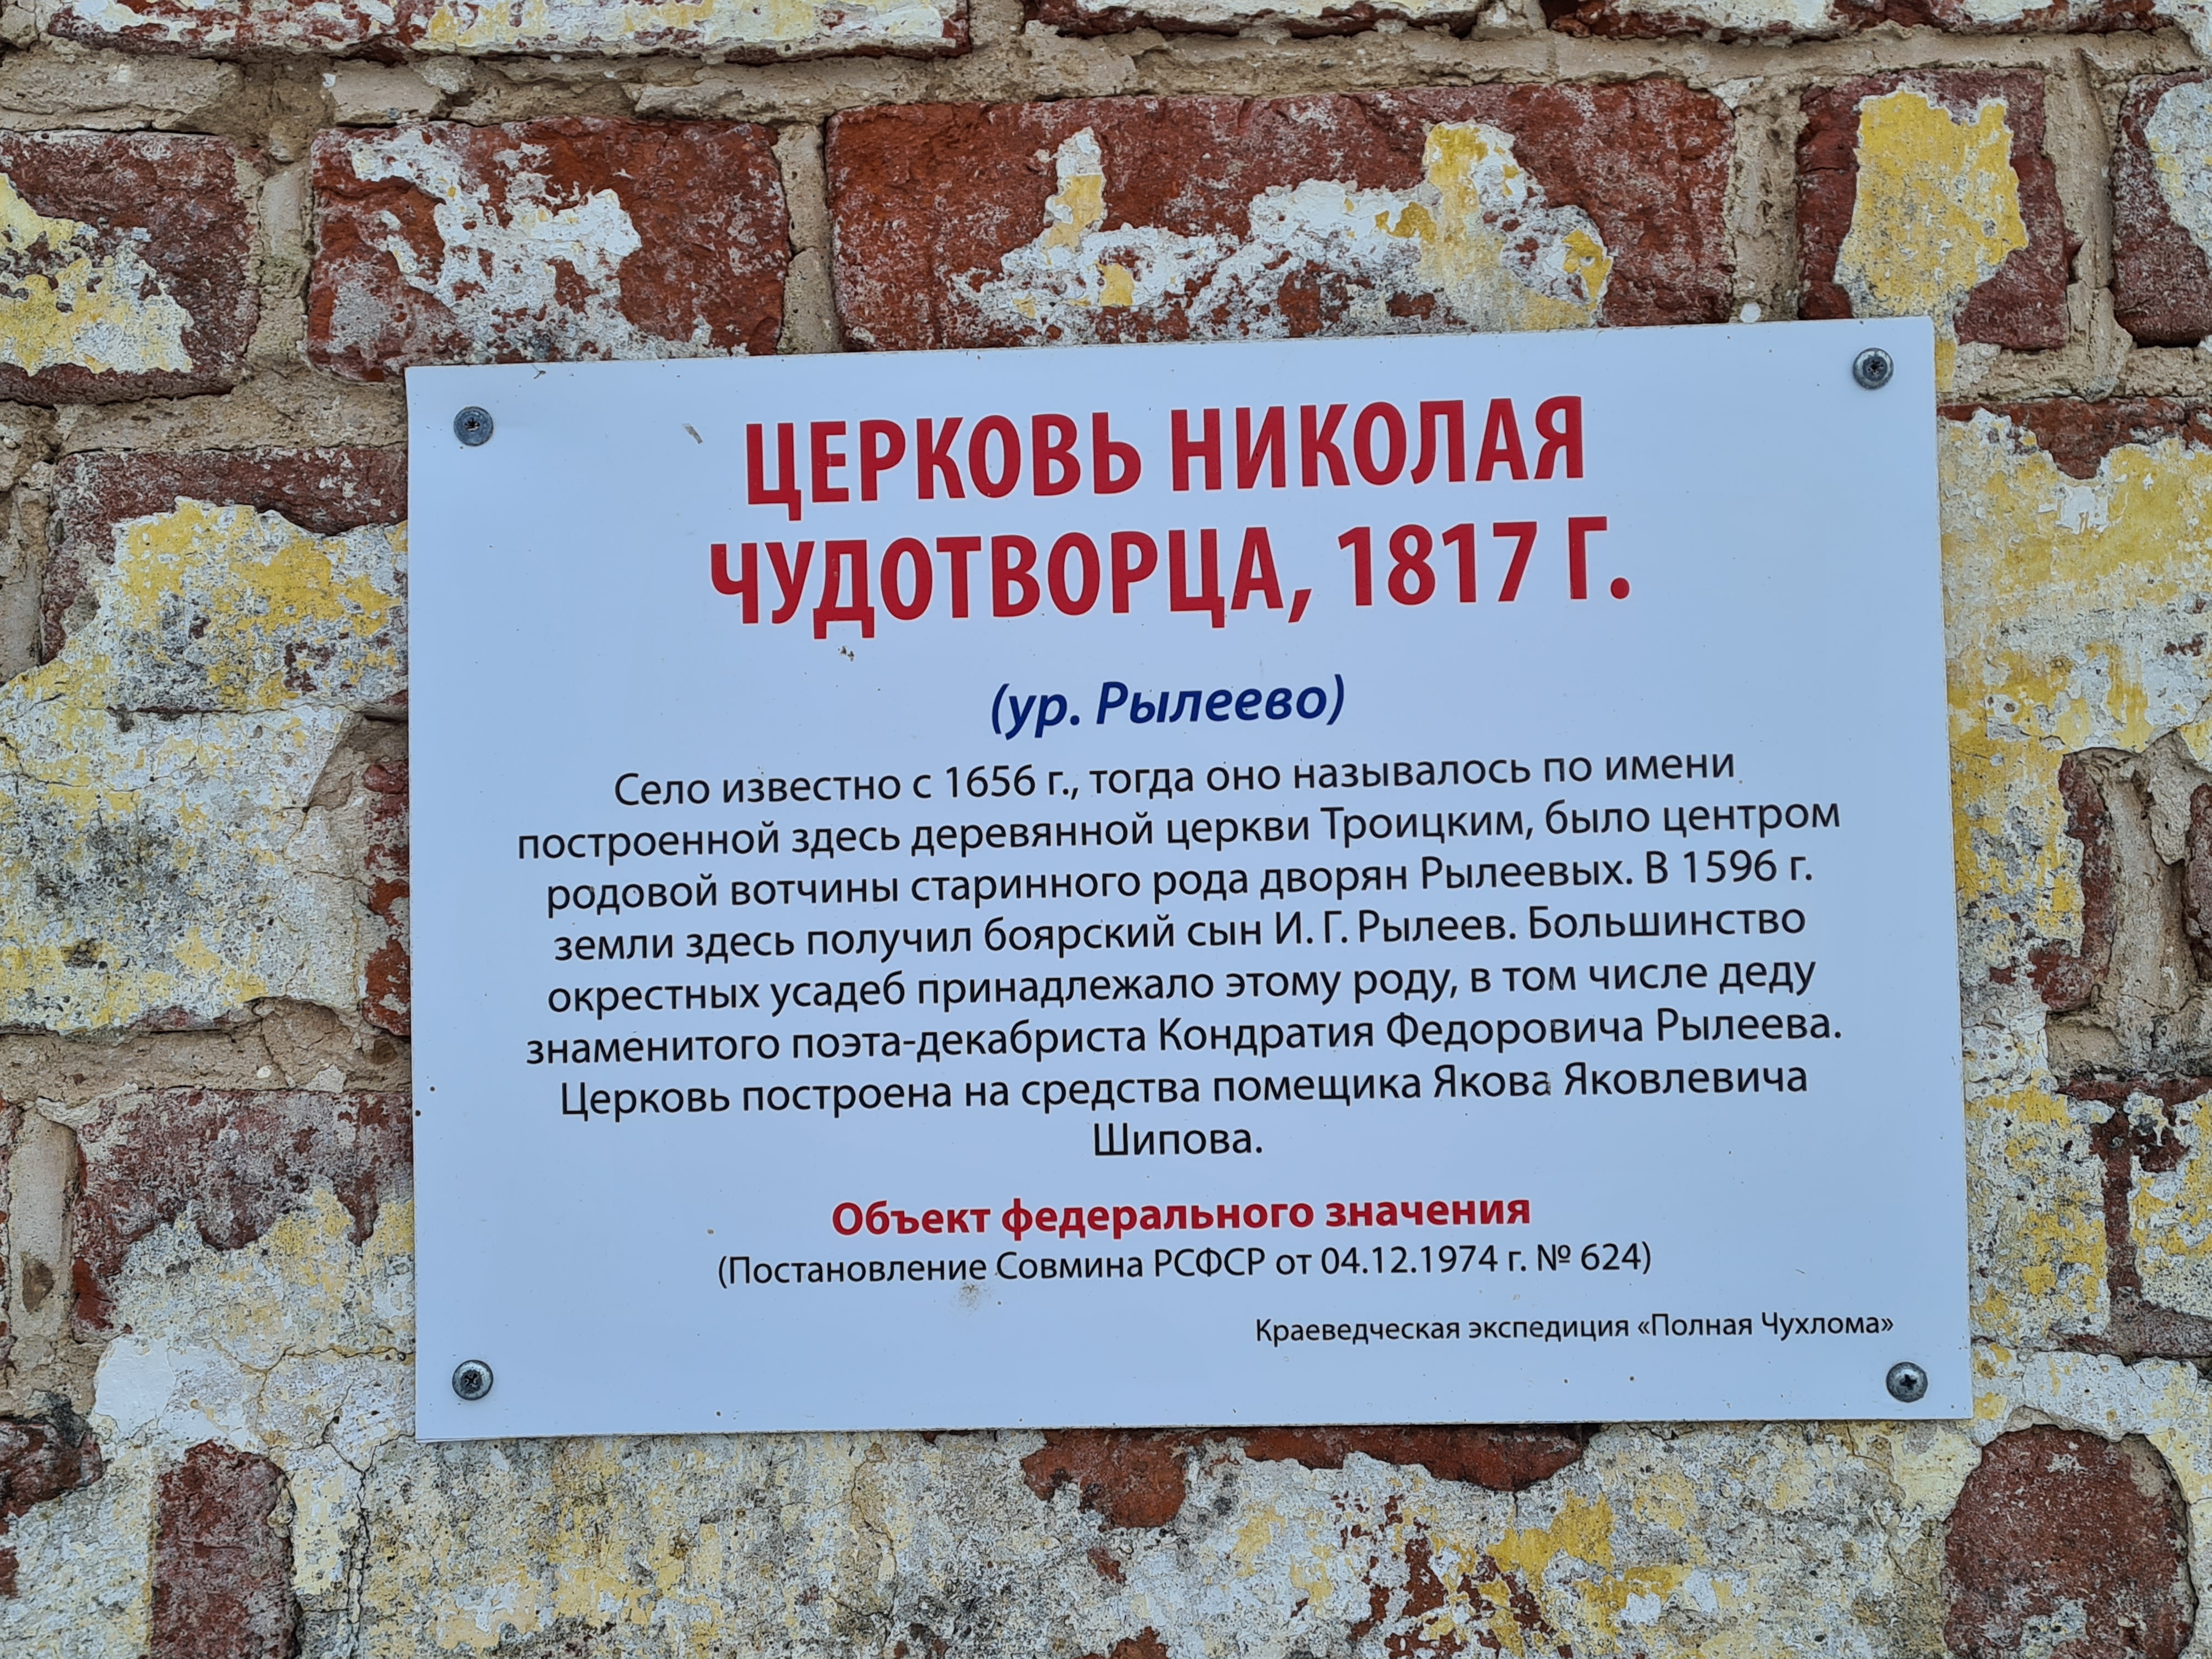 ЦЕРКОВЬ НИКОЛАЯ
ЧУДОТВОРЦА, 1817 Г.
(ур. Рылеево)
Село известно с 1656 г., тогда оно называлось по имени
построенной здесь деревянной церкви Троицким, было центром
родовой вотчины старинного рода дворян Рылеевых. В 1596 г.
земли здесь получил боярский сын И. Г. Рылеев. Большинство
окрестных усадеб принадлежало этому роду, в том числе деду
знаменитого поэта-декабриста Кондратия Федоровича Рылеева.
Церковь построена на средства помещика Якова Яковлевича
Шипова.
Объект федерального значения
(Постановление Совмина РСФСР от 04.12.1974 г. № 624)
Краеведческая экспедиция «Полная Чухлома»